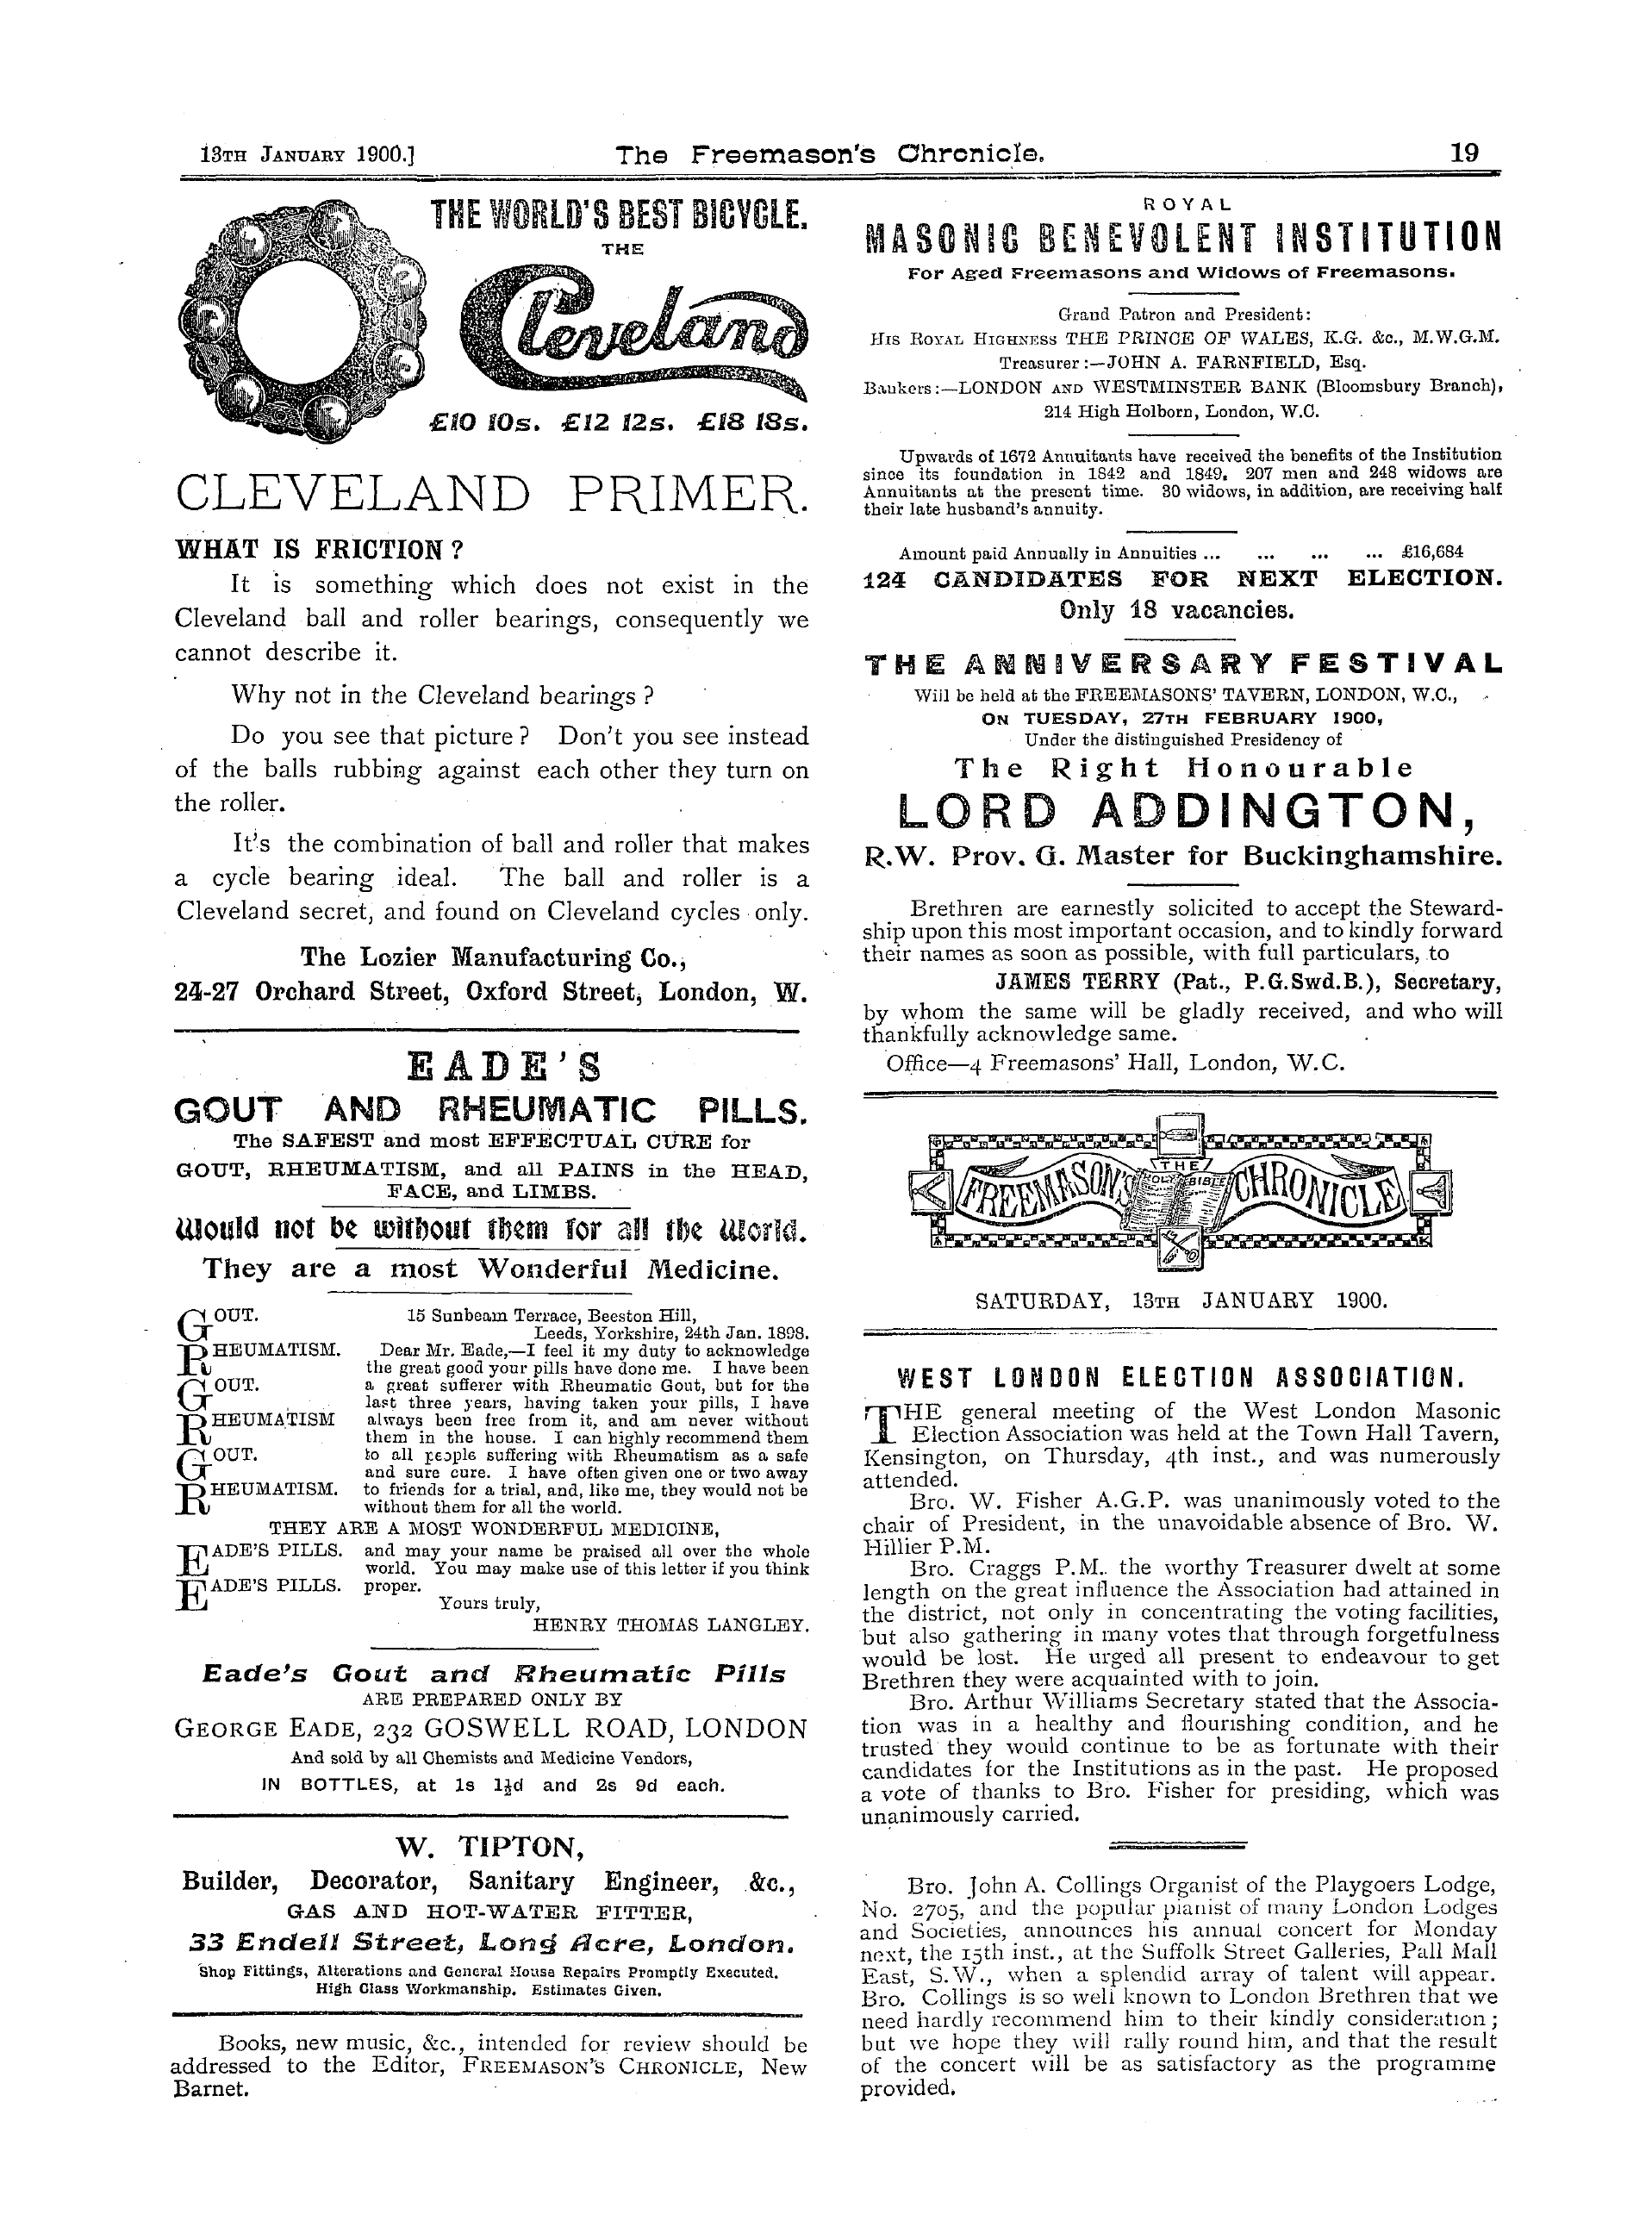 13TH JANUARY 1900.]
The Freemason's Chronicle.
19
THE WORLD'S BEST BICYCLE.
THE
Cleveland
£10 10s. £12 12s. £18 18s.
CLEVELAND PRIMER.
WHAT IS FRICTION?
It is something which does not exist in the
Cleveland ball and roller bearings, consequently we
cannot describe it.
Why not in the Cleveland bearings?
Do you see that picture? Don't you see instead
of the balls rubbing against each other they turn on
the roller.
It's the combination of ball and roller that makes
a cycle bearing ideal. The ball and roller is a
Cleveland secret, and found on Cleveland cycles only.
The Lozier Manufacturing Co.,
24-27 Orchard Street, Oxford Street, London, W.
EADE'S
GOUT AND RHEUMATIC PILLS.
The SAFEST and most EFFECTUAL CURE for
GOUT, RHEUMATISM, and all PAINS in the HEAD,
FACE, and LIMBS.
Would not be without them for all the World.
They are a most Wonderful Medicine.
GOUT. 15 Sunbeam Terrace, Beeston Hill,
Leeds, Yorkshire, 24th Jan. 1898.
RHEUMATISM. Dear Mr. Eade,—I feel it my duty to acknowledge
the great good your pills have done me. I have been
GOUT. a great sufferer with Rheumatic Gout, but for the
last three years, having taken your pills, I have
RHEUMATISM always been free from it, and am never without
them in the house. I can highly recommend them
GOUT. to all people suffering with Rheumatism as a safe
and sure cure. I have often given one or two away
RHEUMATISM. to friends for a trial, and, like me, they would not be
without them for all the world.
THEY ARE A MOST WONDERFUL MEDICINE,
EADE'S PILLS. and may your name be praised all over the whole
world. You may make use of this letter if you think
EADE'S PILLS. proper.
Yours truly,
HENRY THOMAS LANGLEY.
Eade's Gout and Rheumatic Pills
ARE PREPARED ONLY BY
GEORGE EADE, 232 GOSWELL ROAD, LONDON
And sold by all Chemists and Medicine Vendors,
IN BOTTLES, at 1s 1½d and 2s 9d each.
W. TIPTON,
Builder, Decorator, Sanitary Engineer, &c.,
GAS AND HOT-WATER FITTER,
33 Endell Street, Long Acre, London.
Shop Fittings, Alterations and General House Repairs Promptly Executed.
High Class Workmanship. Estimates Given.
Books, new music, &c., intended for review should be
addressed to the Editor, FREEMASON'S CHRONICLE, New
Barnet.
ROYAL
MASONIC BENEVOLENT INSTITUTION
For Aged Freemasons and Widows of Freemasons.
Grand Patron and President:
HIS ROYAL HIGHNESS THE PRINCE OF WALES, K.G. &c., M.W.G.M.
Treasurer:—JOHN A. FARNFIELD, Esq.
Bankers:—LONDON AND WESTMINSTER BANK (Bloomsbury Branch),
214 High Holborn, London, W.C.
Upwards of 1672 Annuitants have received the benefits of the Institution
since its foundation in 1842 and 1849. 207 men and 248 widows are
Annuitants at the present time. 30 widows, in addition, are receiving half
their late husband's annuity.
Amount paid Annually in Annuities ... ... ... ... £16,684
124 CANDIDATES FOR NEXT ELECTION.
Only 18 vacancies.
THE ANNIVERSARY FESTIVAL
Will be held at the FREEMASONS' TAVERN, LONDON, W.C.,
ON TUESDAY, 27TH FEBRUARY 1900,
Under the distinguished Presidency of
The Right Honourable
LORD ADDINGTON,
R.W. Prov. G. Master for Buckinghamshire.
Brethren are earnestly solicited to accept the Steward-
ship upon this most important occasion, and to kindly forward
their names as soon as possible, with full particulars, to
JAMES TERRY (Pat., P.G.Swd.B.), Secretary,
by whom the same will be gladly received, and who will
thankfully acknowledge same.
Office—4 Freemasons' Hall, London, W.C.
THE
FREEMASON'S HOLY BIBLE CHRONICLE
SATURDAY, 13TH JANUARY 1900.
WEST LONDON ELECTION ASSOCIATION.
THE general meeting of the West London Masonic
Election Association was held at the Town Hall Tavern,
Kensington, on Thursday, 4th inst., and was numerously
attended.
Bro. W. Fisher A.G.P. was unanimously voted to the
chair of President, in the unavoidable absence of Bro. W.
Hillier P.M.
Bro. Craggs P.M. the worthy Treasurer dwelt at some
length on the great influence the Association had attained in
the district, not only in concentrating the voting facilities,
but also gathering in many votes that through forgetfulness
would be lost. He urged all present to endeavour to get
Brethren they were acquainted with to join.
Bro. Arthur Williams Secretary stated that the Associa-
tion was in a healthy and flourishing condition, and he
trusted they would continue to be as fortunate with their
candidates for the Institutions as in the past. He proposed
a vote of thanks to Bro. Fisher for presiding, which was
unanimously carried.
Bro. John A. Collings Organist of the Playgoers Lodge,
No. 2705, and the popular pianist of many London Lodges
and Societies, announces his annual concert for Monday
next, the 15th inst., at the Suffolk Street Galleries, Pall Mall
East, S.W., when a splendid array of talent will appear.
Bro. Collings is so well known to London Brethren that we
need hardly recommend him to their kindly consideration;
but we hope they will rally round him, and that the result
of the concert will be as satisfactory as the programme
provided.